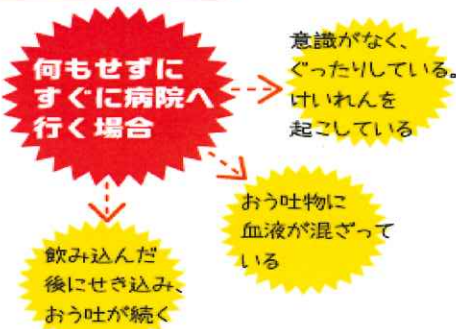 何もせずに
すぐに病院へ
行く場合
意識がなく、
ぐったりしている。
けいれんを
起こしている
おう吐物に
血液が混ざって
いる
飲み込んだ
後にせき込み、
おう吐が続く